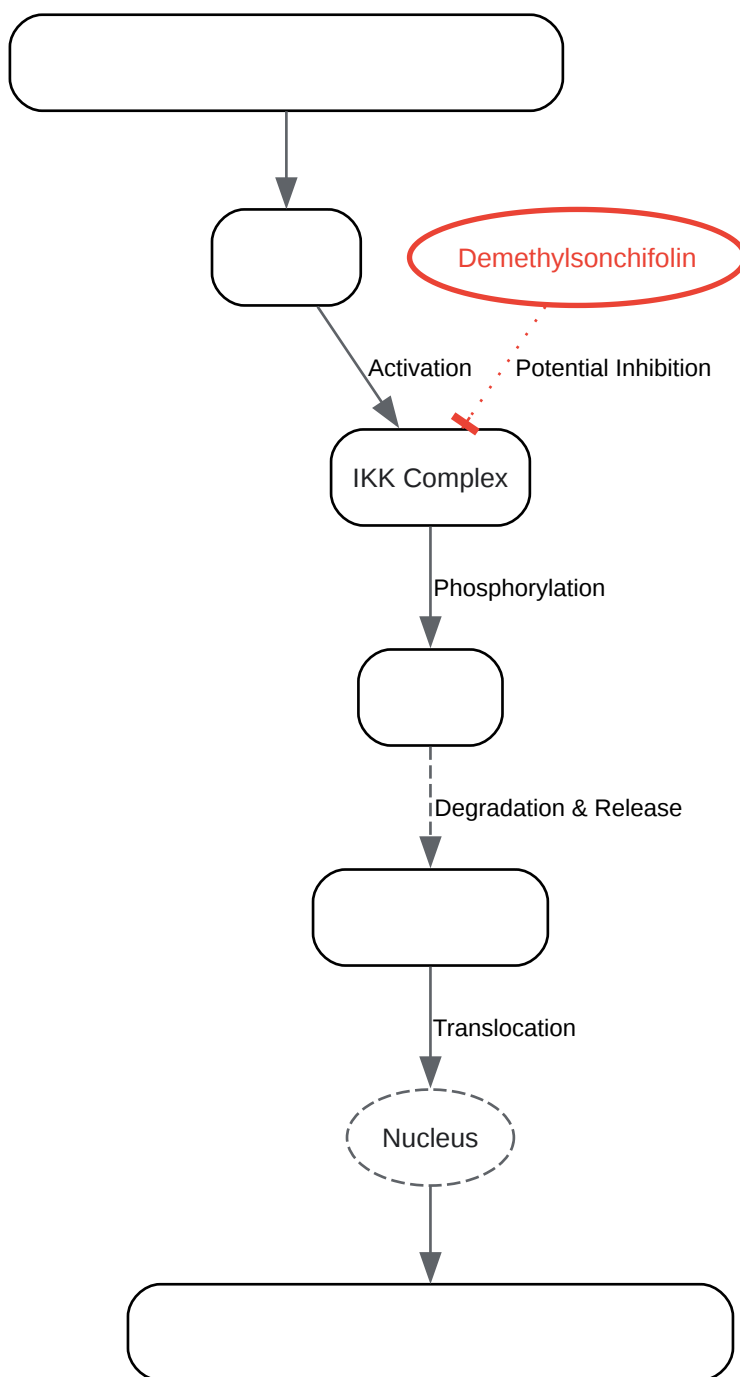 Demethylsonchifolin
Activation
Potential Inhibition
IKK Complex
Phosphorylation
Degradation & Release
Translocation
Nucleus